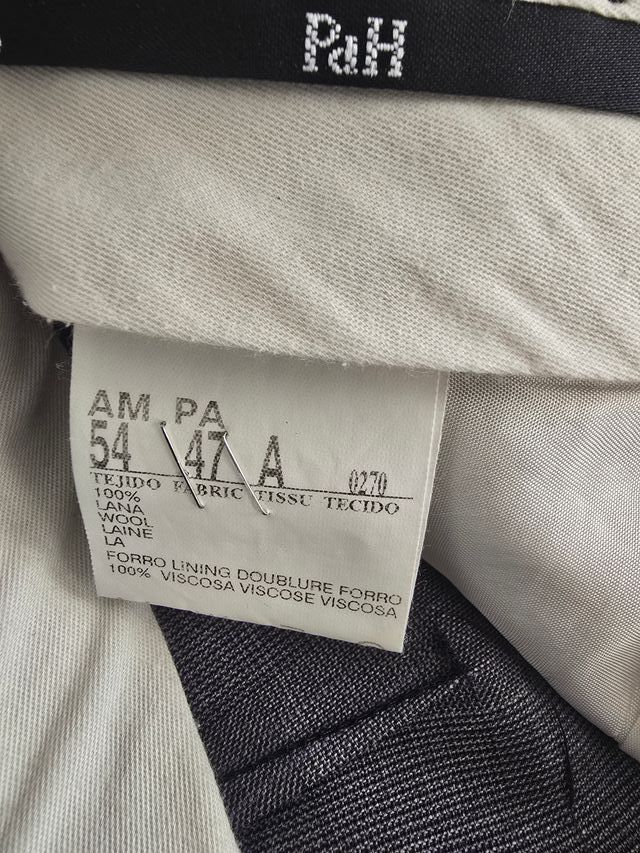 PdH
AM PA
54 47 A 0270
TEJIDO FABRIC TISSU TECIDO
100%
LANA
WOOL
LAINE
LA
FORRO LINING DOUBLURE FORRO
100% VISCOSA VISCOSE VISCOSA